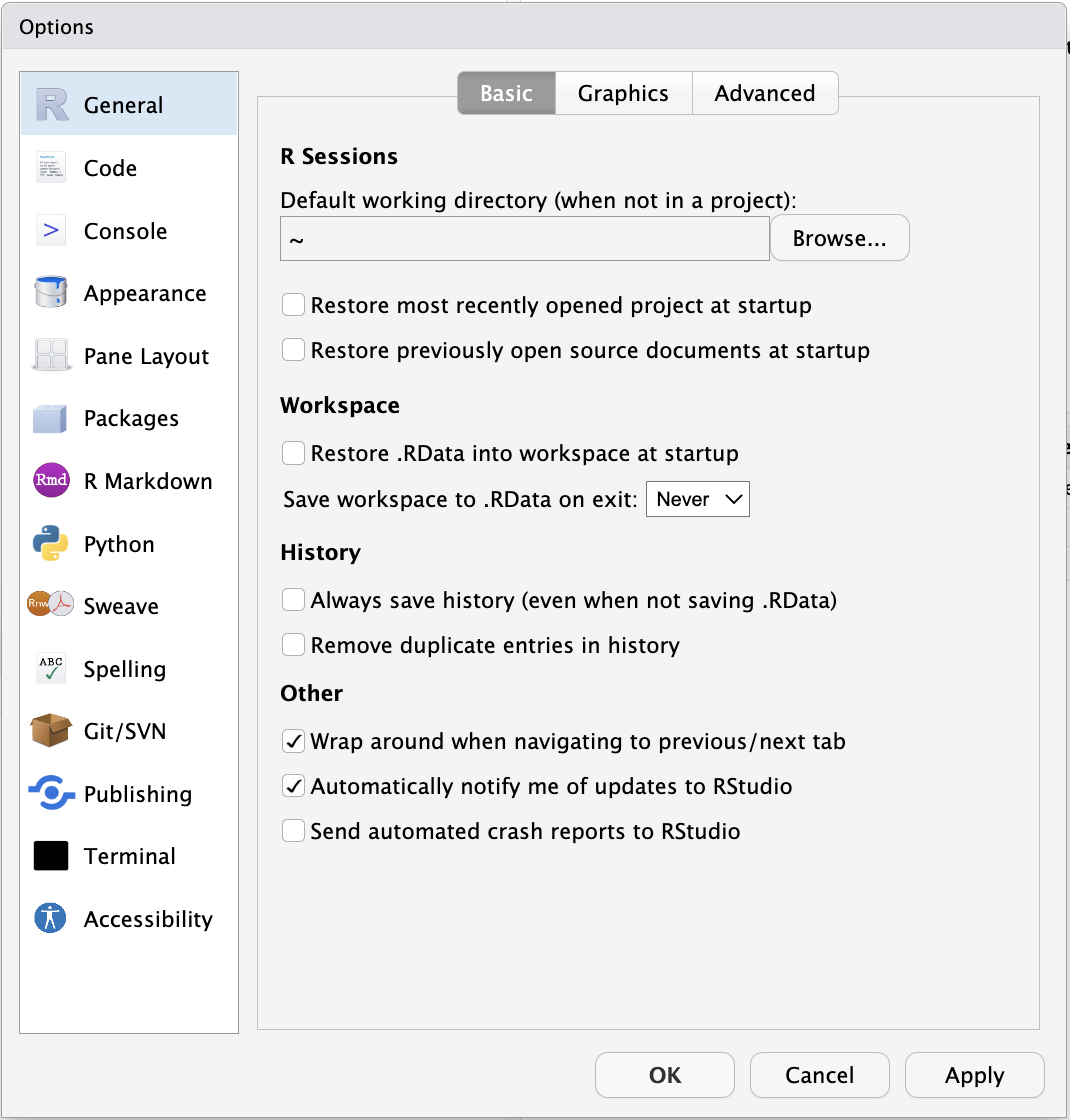 Options
General
Code
Console
Appearance
Pane Layout
Packages
Rmd
R Markdown
Python
Rnw
Sweave
ABC
Spelling
Git/SVN
Publishing
Terminal
Accessibility
Basic
Graphics
Advanced
R Sessions
Default working directory (when not in a project):
~
Browse...
Restore most recently opened project at startup
Restore previously open source documents at startup
Workspace
Restore .RData into workspace at startup
Save workspace to .RData on exit: Never
History
Always save history (even when not saving .RData)
Remove duplicate entries in history
Other
Wrap around when navigating to previous/next tab
Automatically notify me of updates to RStudio
Send automated crash reports to RStudio
OK
Cancel
Apply